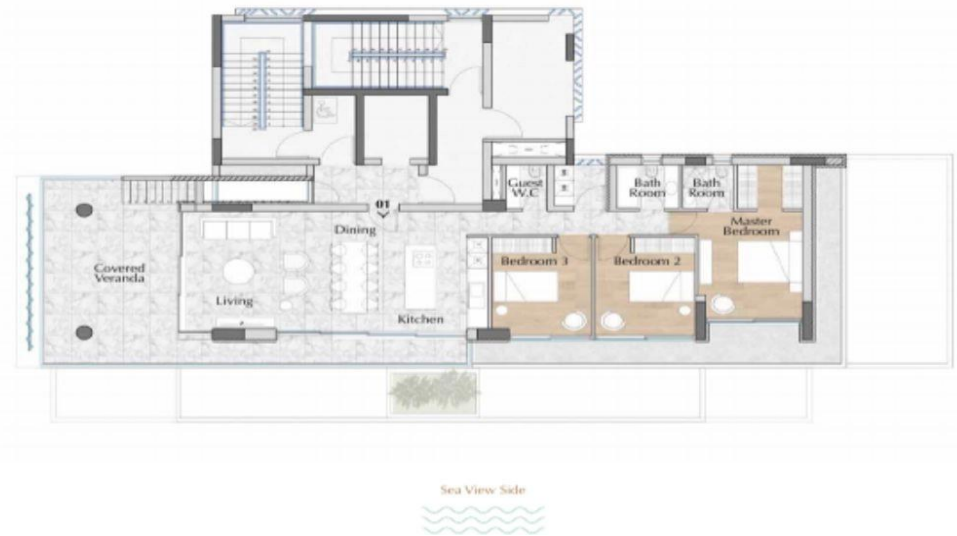 01
Guest
W.C
Bath
Room
Bath
Room
Master
Bedroom
Dining
Covered
Veranda
Living
Kitchen
Bedroom 3
Bedroom 2
Sea View Side